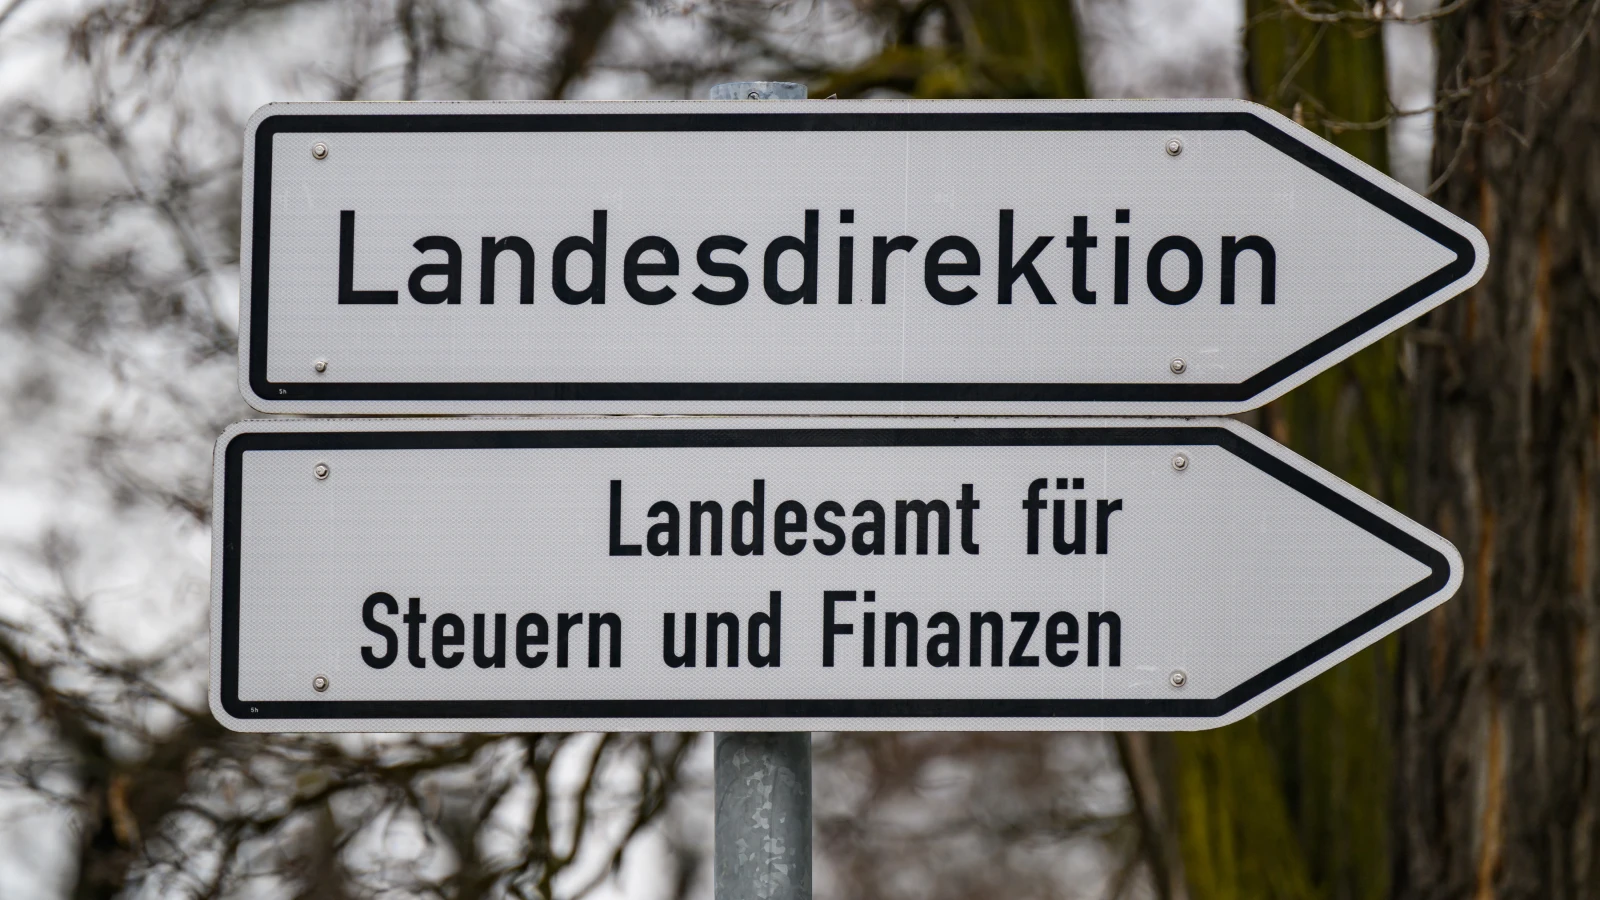 Landesdirektion
Landesamt für
Steuern und Finanzen